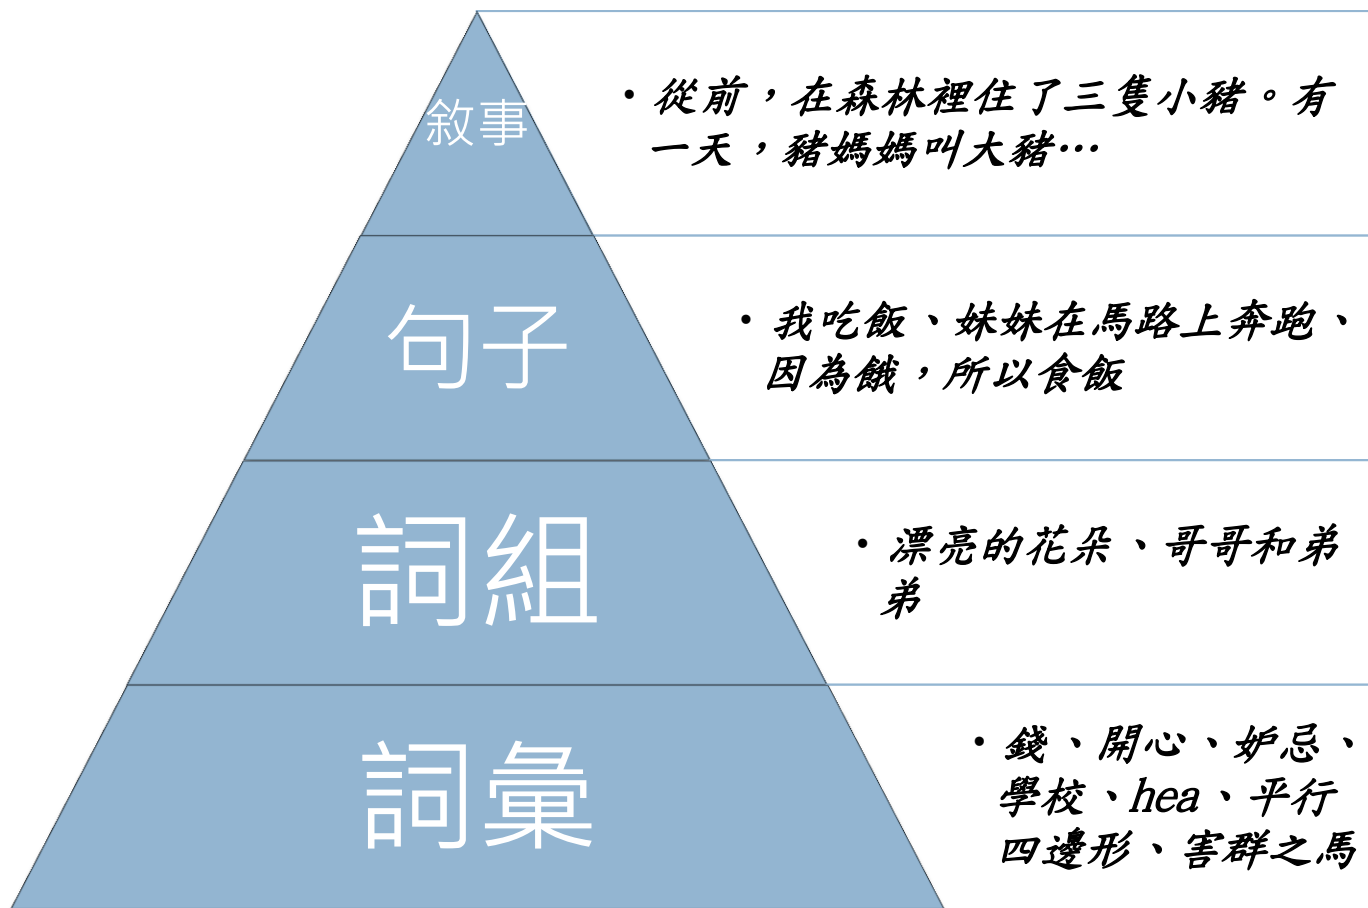 敘事
• 從前，在森林裡住了三隻小豬。有
一天，豬媽媽叫大豬…
句子
• 我吃飯、妹妹在馬路上奔跑、
因為餓，所以食飯
詞組
• 漂亮的花朵、哥哥和弟
弟
詞彙
• 錢、開心、妒忌、
學校、hea、平行
四邊形、害群之馬